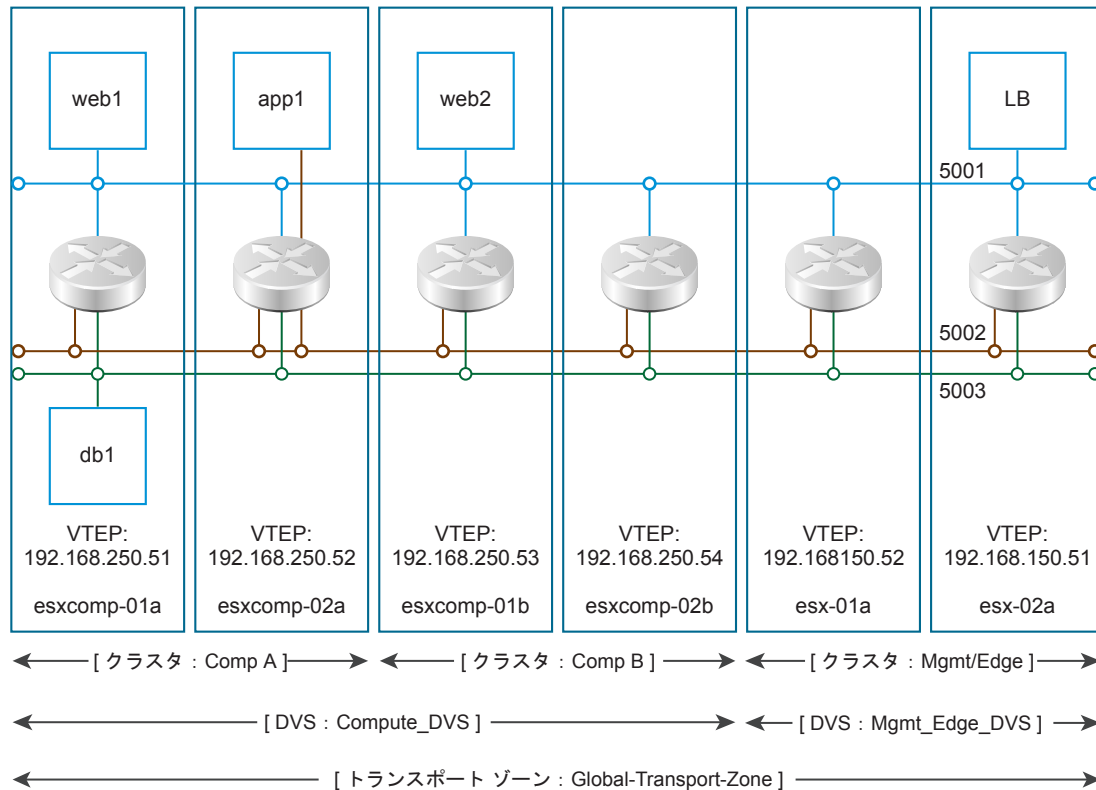 web1
app1
web2
LB
5001
5002
5003
db1
VTEP:
192.168.250.51
VTEP:
192.168.250.52
VTEP:
192.168.250.53
VTEP:
192.168.250.54
VTEP:
192.168150.52
VTEP:
192.168.150.51
esxcomp-01a
esxcomp-02a
esxcomp-01b
esxcomp-02b
esx-01a
esx-02a
[ クラスタ：Comp A ]
[ クラスタ：Comp B ]
[ クラスタ：Mgmt/Edge ]
[ DVS：Compute_DVS ]
[ DVS：Mgmt_Edge_DVS ]
[ トランスポート ゾーン：Global-Transport-Zone ]